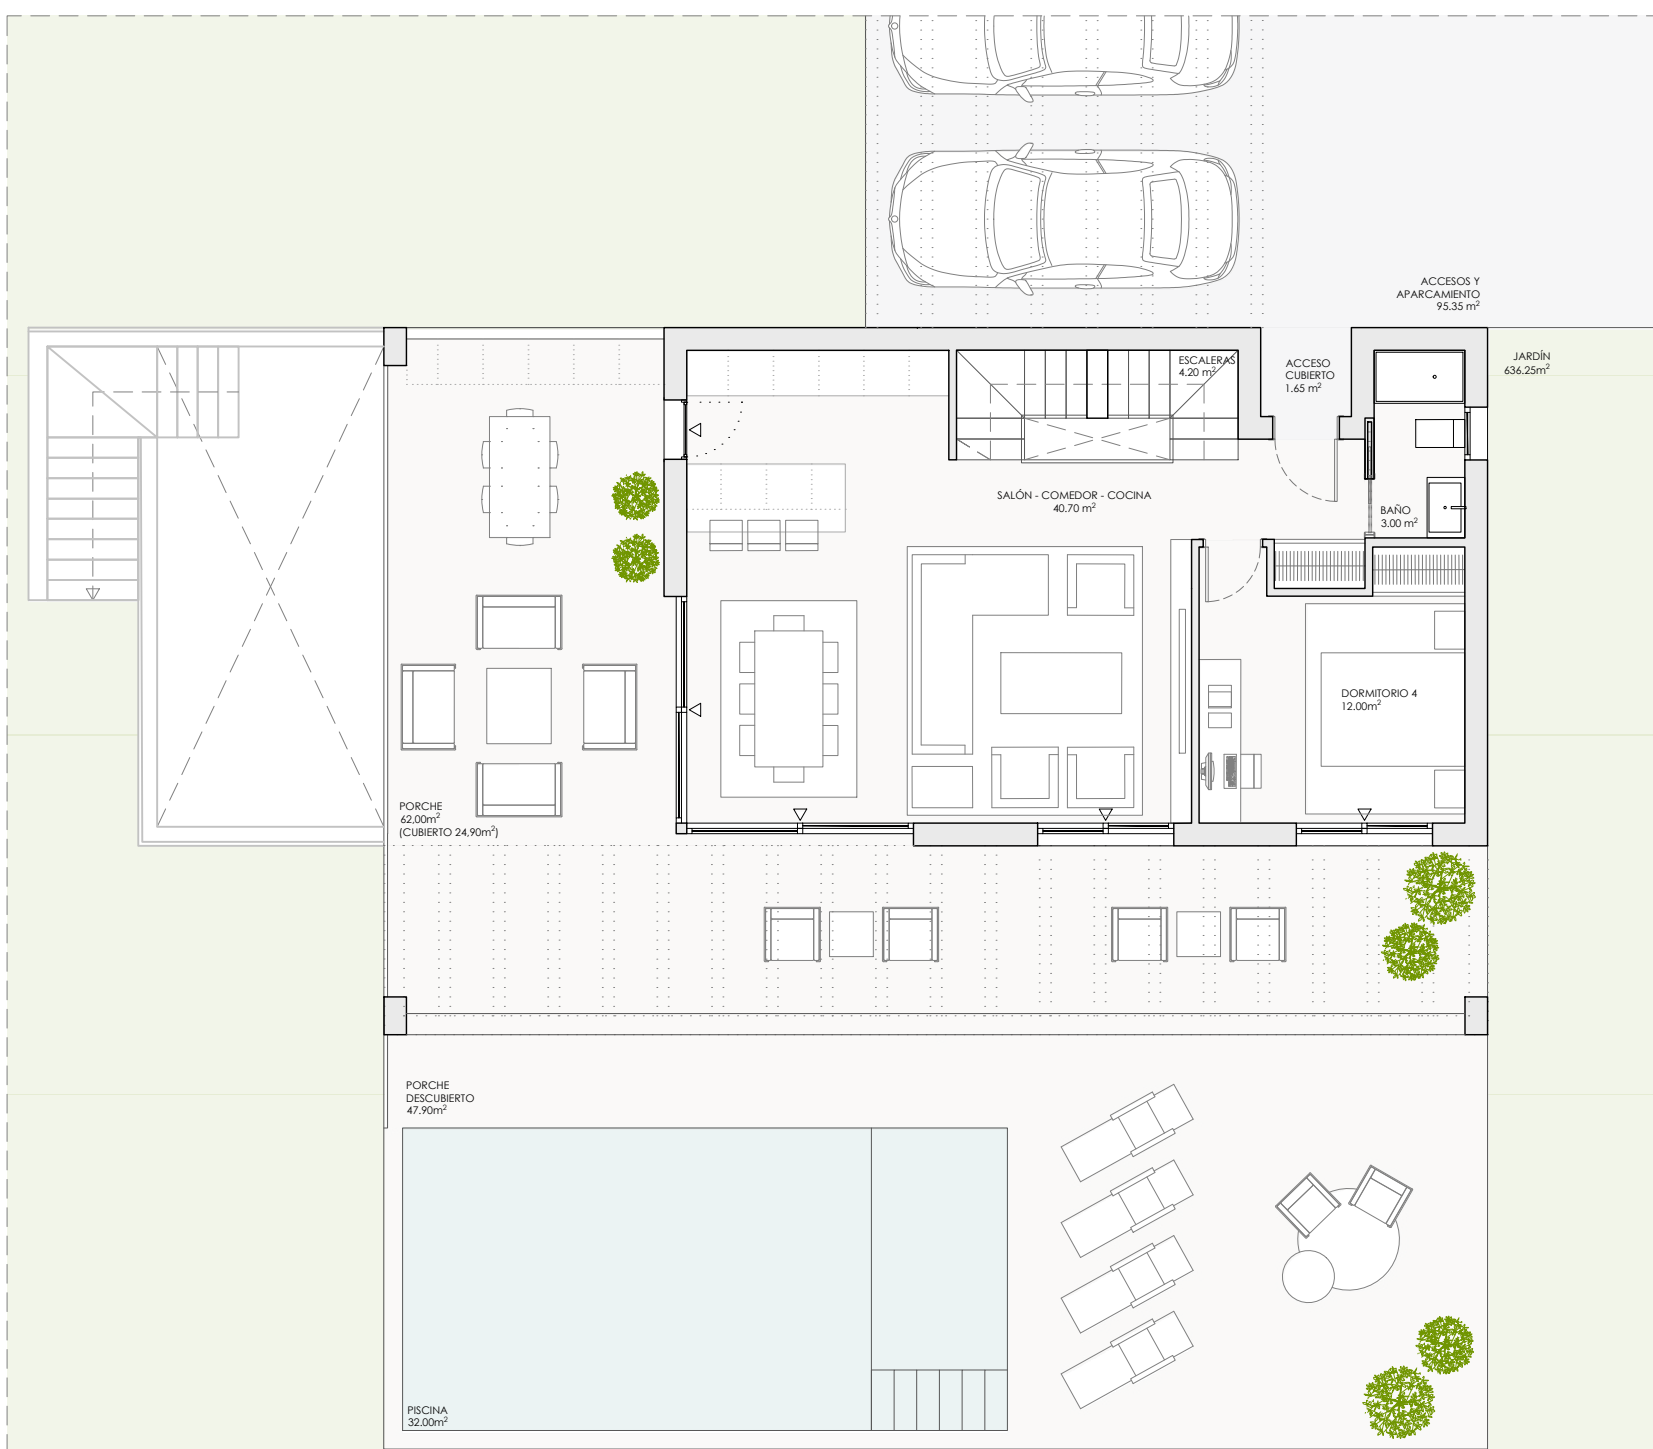 ACCESOS Y
APARCAMIENTO
95.35 m²
JARDÍN
636.25m²
ESCALERAS
4.20 m²
ACCESO
CUBIERTO
1.65 m²
SALÓN - COMEDOR - COCINA
40.70 m²
BAÑO
3.00 m²
DORMITORIO 4
12.00m²
PORCHE
62,00m²
(CUBIERTO 24,90m²)
PORCHE
DESCUBIERTO
47.90m²
PISCINA
32.00m²